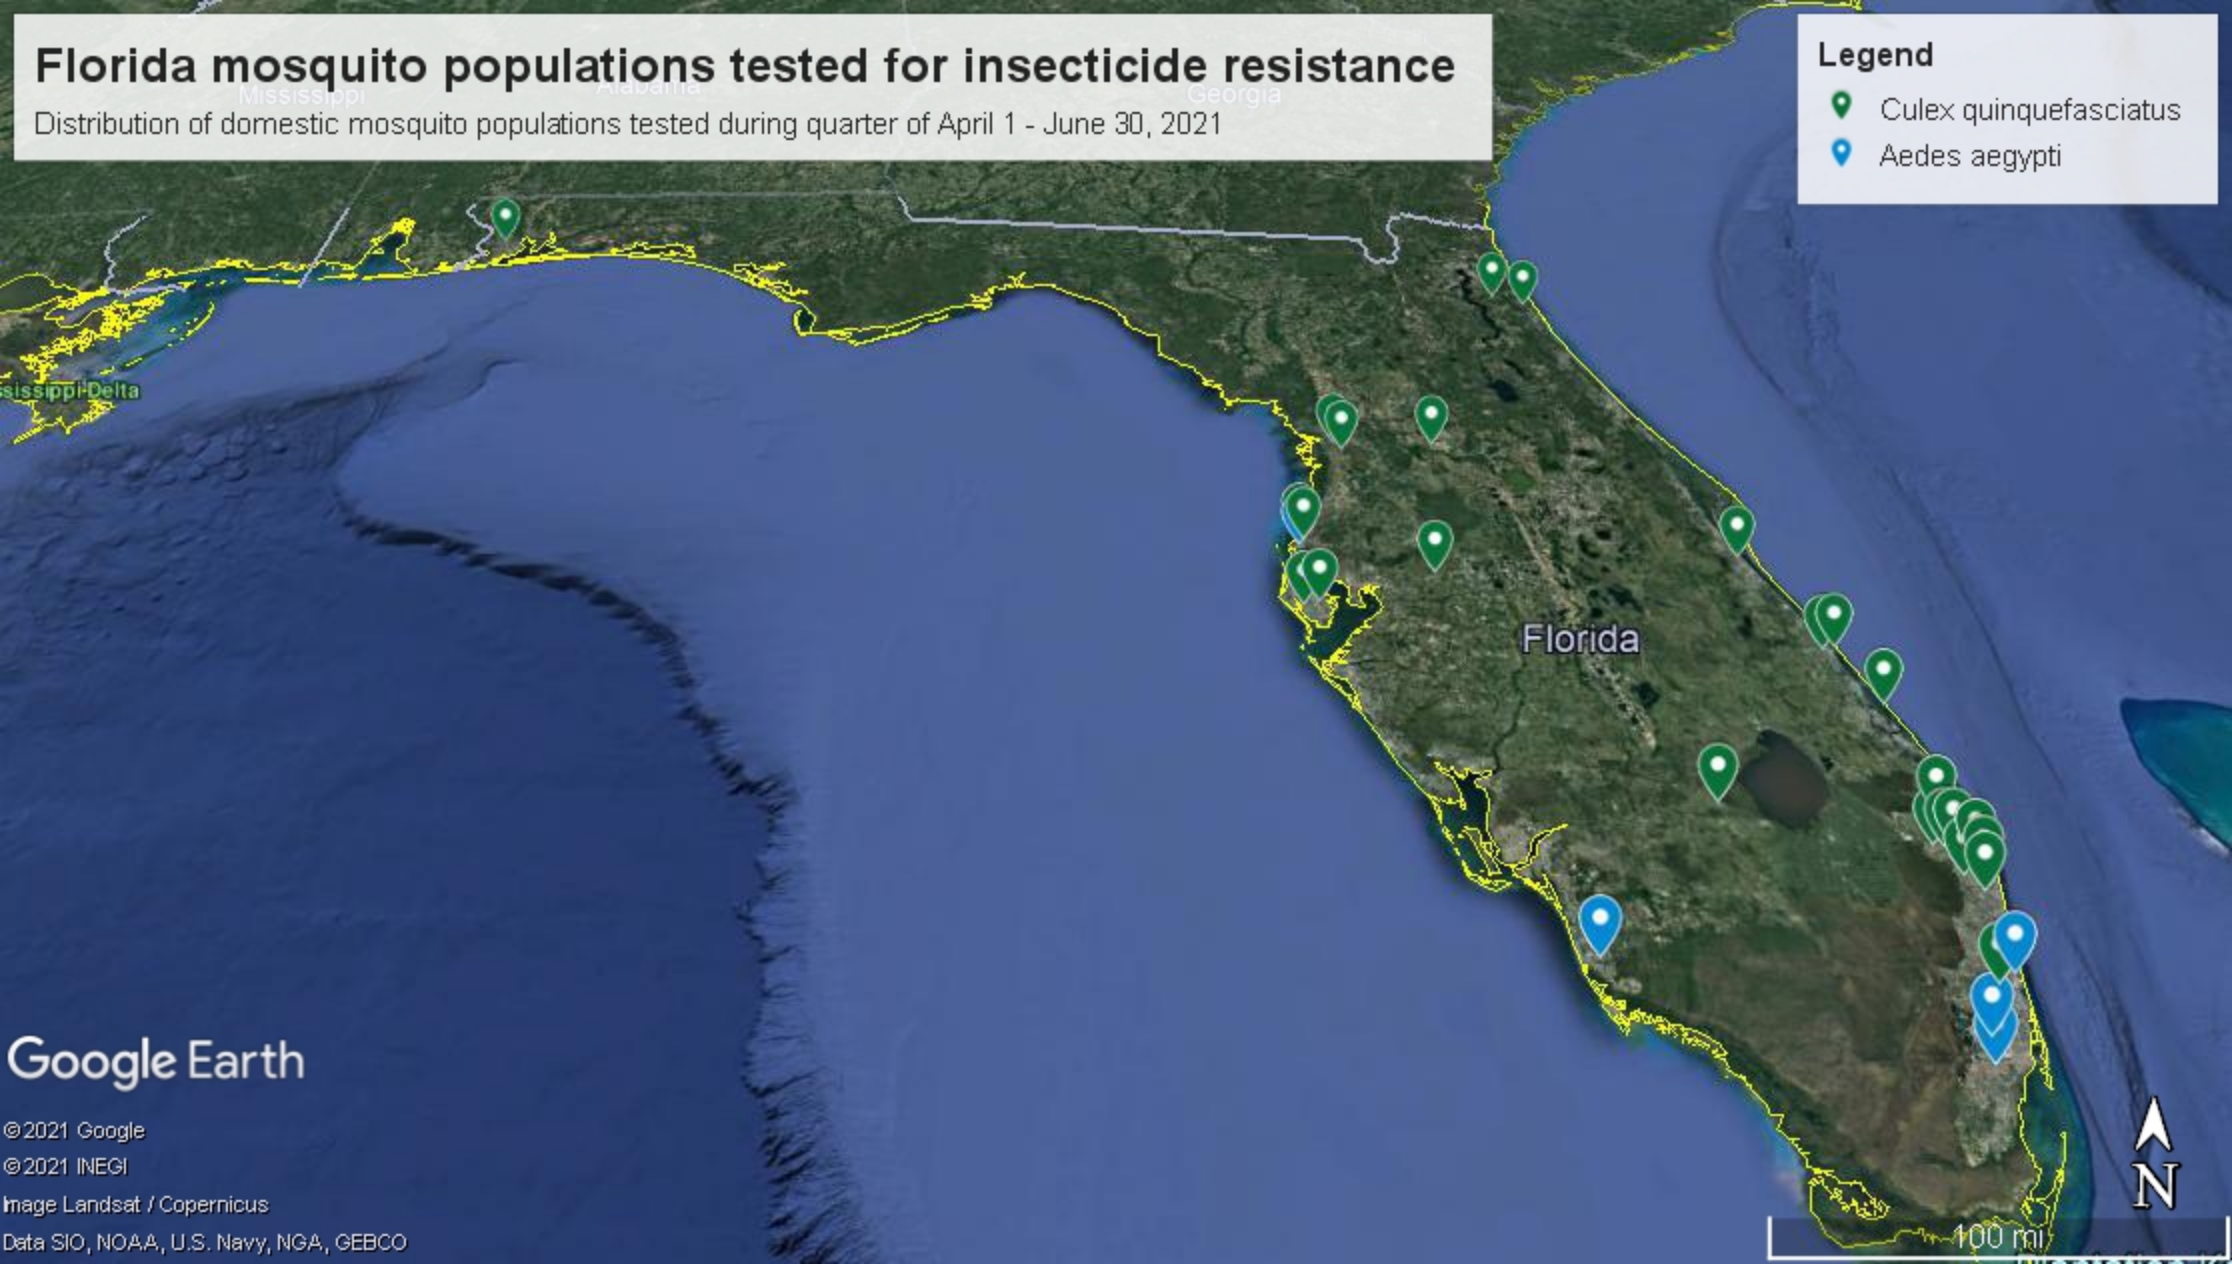 Florida mosquito populations tested for insecticide resistance
Mississippi
Alabama
Georgia
Distribution of domestic mosquito populations tested during quarter of April 1 - June 30, 2021
Legend
Culex quinquefasciatus
Aedes aegypti
sissippi Delta
Florida
Google Earth
©2021 Google
©2021 INEGI
Image Landsat / Copernicus
Data SIO, NOAA, U.S. Navy, NGA, GEBCO
N
100 mi